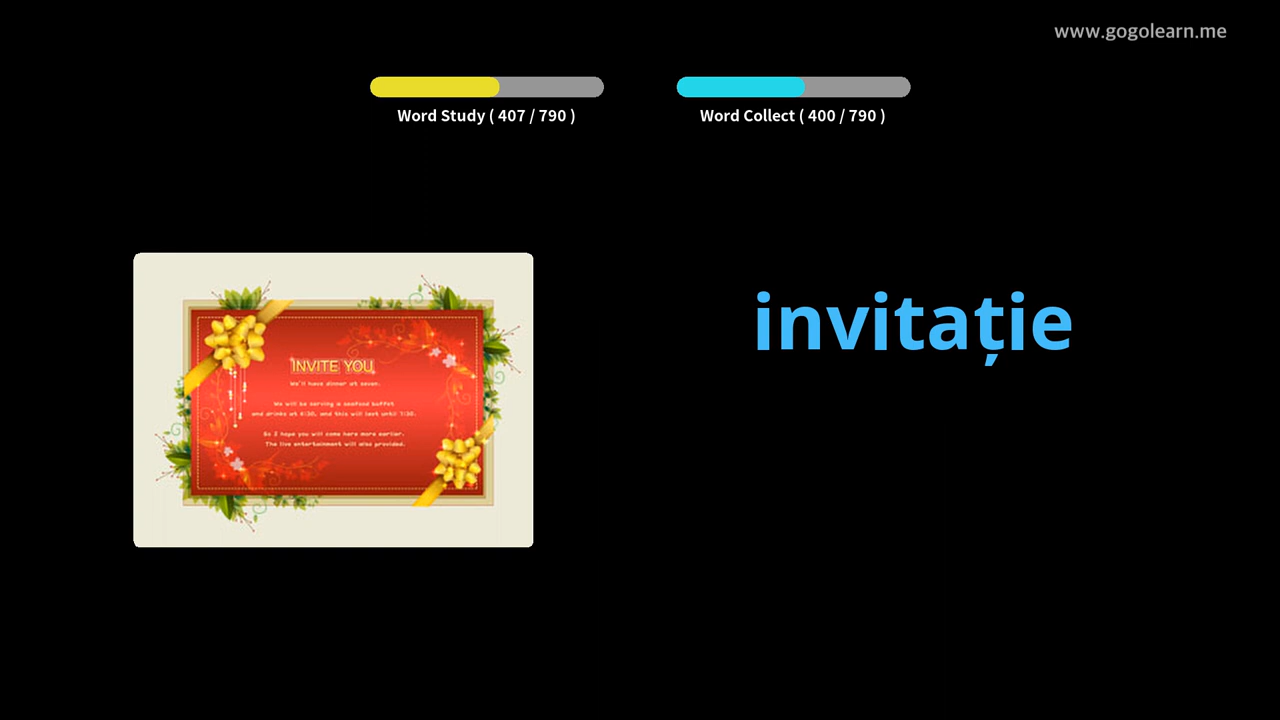 www.gogolearn.me
Word Study ( 407 / 790 )
Word Collect ( 400 / 790 )
invitație
INVITE YOU
We'll have dinner at seven.
We will be serving a seafood buffet
and drinks at 6:30, and this will last until 7:30.
So I hope you will come here more earlier.
The live entertainment will also provided.